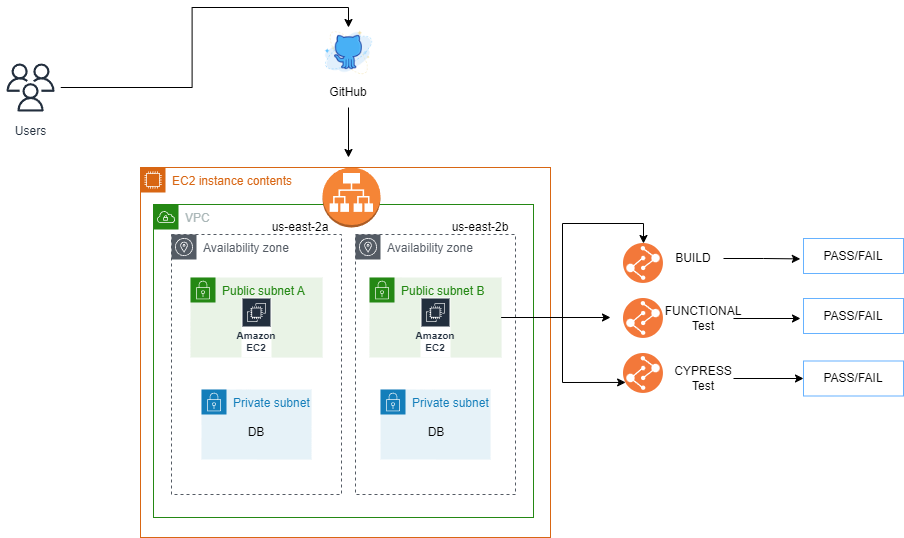 Users
GitHub
EC2 instance contents
VPC
us-east-2a
us-east-2b
Availability zone
Availability zone
Public subnet A
Public subnet B
Amazon
EC2
Amazon
EC2
Private subnet
Private subnet
DB
DB
BUILD
PASS/FAIL
FUNCTIONAL
Test
PASS/FAIL
CYPRESS
Test
PASS/FAIL